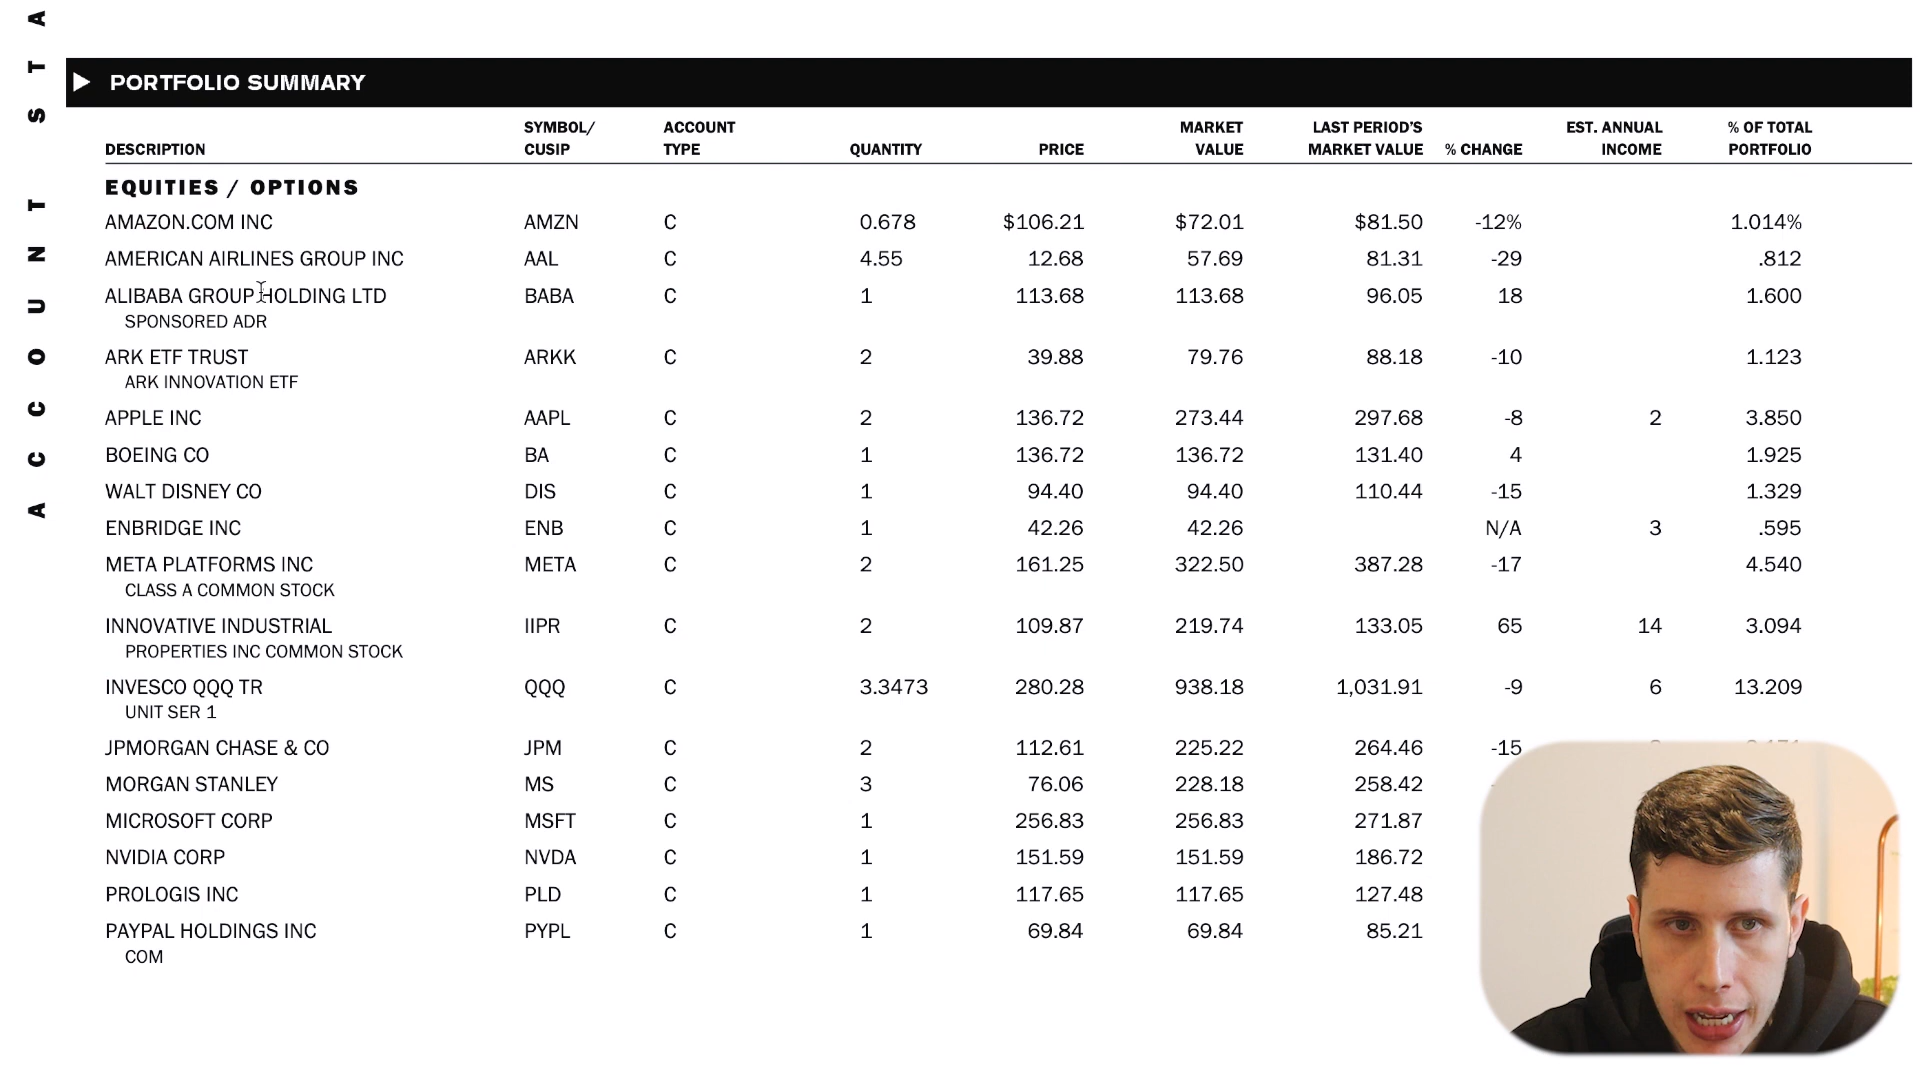 ACCOUNT STA
PORTFOLIO SUMMARY
DESCRIPTION SYMBOL/ CUSIP ACCOUNT TYPE QUANTITY PRICE MARKET VALUE LAST PERIOD'S MARKET VALUE % CHANGE EST. ANNUAL INCOME % OF TOTAL PORTFOLIO
EQUITIES / OPTIONS
AMAZON.COM INC AMZN C 0.678 $106.21 $72.01 $81.50 -12% 1.014%
AMERICAN AIRLINES GROUP INC AAL C 4.55 12.68 57.69 81.31 -29 .812
ALIBABA GROUP HOLDING LTD BABA C 1 113.68 113.68 96.05 18 1.600
SPONSORED ADR
ARK ETF TRUST ARKK C 2 39.88 79.76 88.18 -10 1.123
ARK INNOVATION ETF
APPLE INC AAPL C 2 136.72 273.44 297.68 -8 2 3.850
BOEING CO BA C 1 136.72 136.72 131.40 4 1.925
WALT DISNEY CO DIS C 1 94.40 94.40 110.44 -15 1.329
ENBRIDGE INC ENB C 1 42.26 42.26 N/A 3 .595
META PLATFORMS INC META C 2 161.25 322.50 387.28 -17 4.540
CLASS A COMMON STOCK
INNOVATIVE INDUSTRIAL IIPR C 2 109.87 219.74 133.05 65 14 3.094
PROPERTIES INC COMMON STOCK
INVESCO QQQ TR QQQ C 3.3473 280.28 938.18 1,031.91 -9 6 13.209
UNIT SER 1
JPMORGAN CHASE & CO JPM C 2 112.61 225.22 264.46 -15
MORGAN STANLEY MS C 3 76.06 228.18 258.42
MICROSOFT CORP MSFT C 1 256.83 256.83 271.87
NVIDIA CORP NVDA C 1 151.59 151.59 186.72
PROLOGIS INC PLD C 1 117.65 117.65 127.48
PAYPAL HOLDINGS INC PYPL C 1 69.84 69.84 85.21
COM